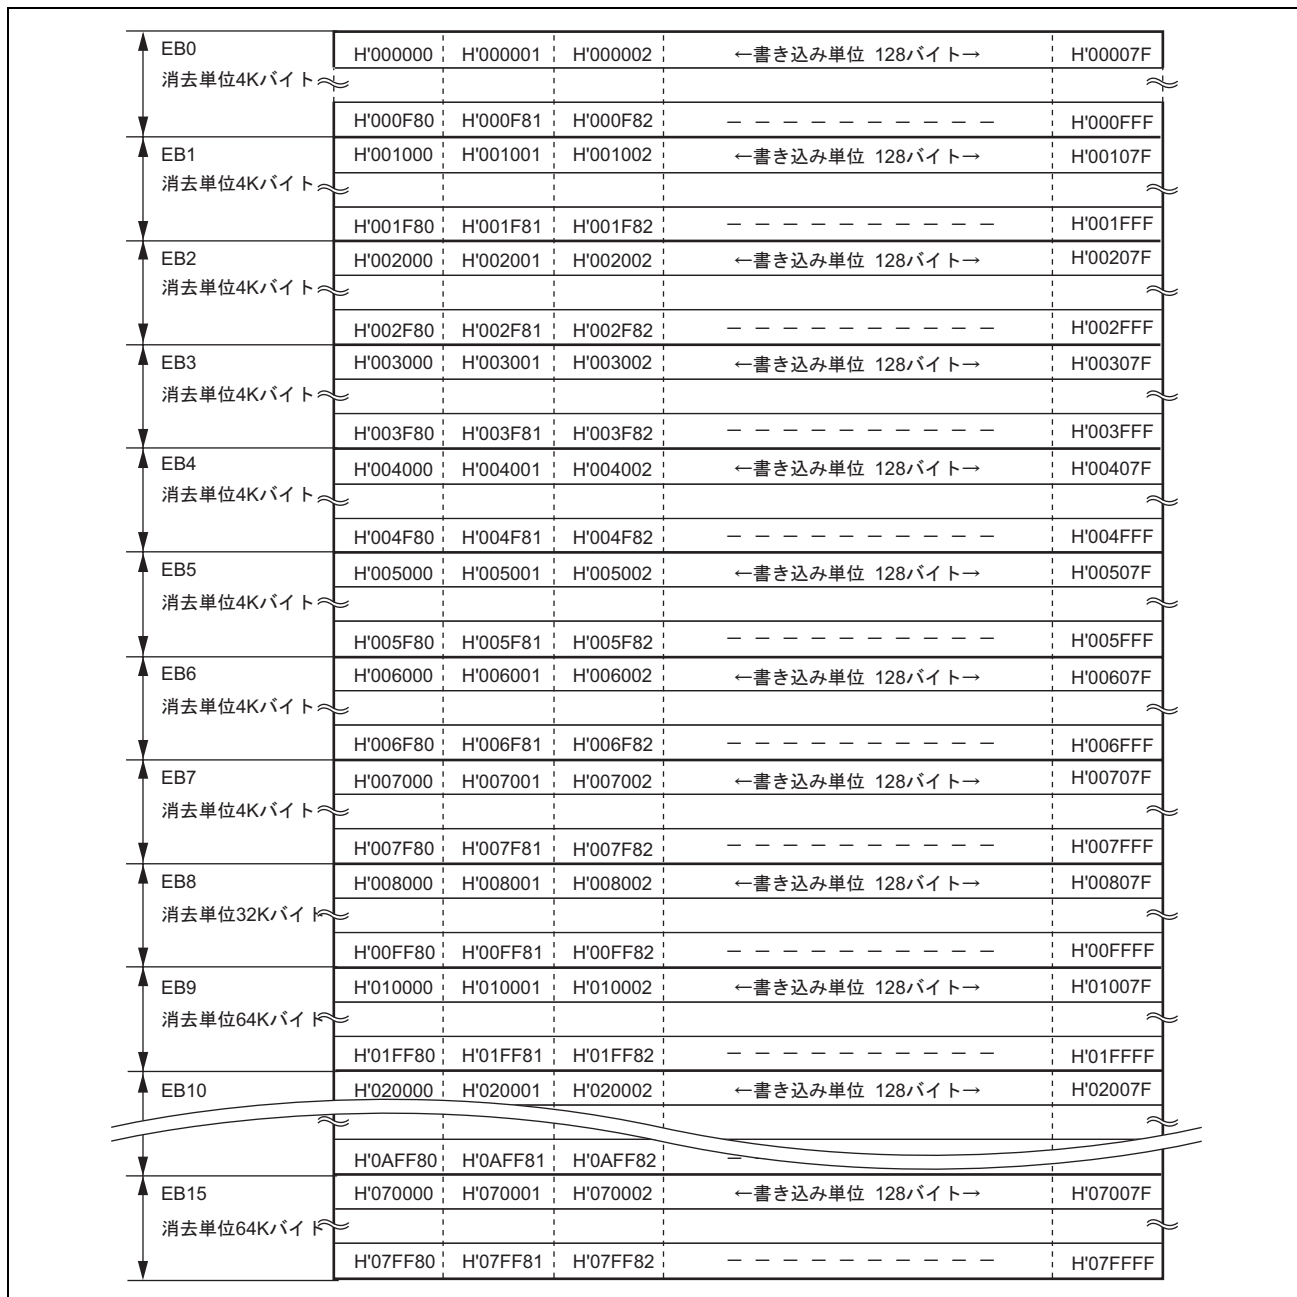 EB0 H'000000 H'000001 H'000002 ←書き込み単位 128バイト→ H'00007F
消去単位4Kバイト
H'000F80 H'000F81 H'000F82 － － － － － － － － － － H'000FFF
EB1 H'001000 H'001001 H'001002 ←書き込み単位 128バイト→ H'00107F
消去単位4Kバイト
H'001F80 H'001F81 H'001F82 － － － － － － － － － － H'001FFF
EB2 H'002000 H'002001 H'002002 ←書き込み単位 128バイト→ H'00207F
消去単位4Kバイト
H'002F80 H'002F81 H'002F82 － － － － － － － － － － H'002FFF
EB3 H'003000 H'003001 H'003002 ←書き込み単位 128バイト→ H'00307F
消去単位4Kバイト
H'003F80 H'003F81 H'003F82 － － － － － － － － － － H'003FFF
EB4 H'004000 H'004001 H'004002 ←書き込み単位 128バイト→ H'00407F
消去単位4Kバイト
H'004F80 H'004F81 H'004F82 － － － － － － － － － － H'004FFF
EB5 H'005000 H'005001 H'005002 ←書き込み単位 128バイト→ H'00507F
消去単位4Kバイト
H'005F80 H'005F81 H'005F82 － － － － － － － － － － H'005FFF
EB6 H'006000 H'006001 H'006002 ←書き込み単位 128バイト→ H'00607F
消去単位4Kバイト
H'006F80 H'006F81 H'006F82 － － － － － － － － － － H'006FFF
EB7 H'007000 H'007001 H'007002 ←書き込み単位 128バイト→ H'00707F
消去単位4Kバイト
H'007F80 H'007F81 H'007F82 － － － － － － － － － － H'007FFF
EB8 H'008000 H'008001 H'008002 ←書き込み単位 128バイト→ H'00807F
消去単位32Kバイト
H'00FF80 H'00FF81 H'00FF82 － － － － － － － － － － H'00FFFF
EB9 H'010000 H'010001 H'010002 ←書き込み単位 128バイト→ H'01007F
消去単位64Kバイト
H'01FF80 H'01FF81 H'01FF82 － － － － － － － － － － H'01FFFF
EB10 H'020000 H'020001 H'020002 ←書き込み単位 128バイト→ H'02007F
H'0AFF80 H'0AFF81 H'0AFF82 －
EB15 H'070000 H'070001 H'070002 ←書き込み単位 128バイト→ H'07007F
消去単位64Kバイト
H'07FF80 H'07FF81 H'07FF82 － － － － － － － － － － H'07FFFF